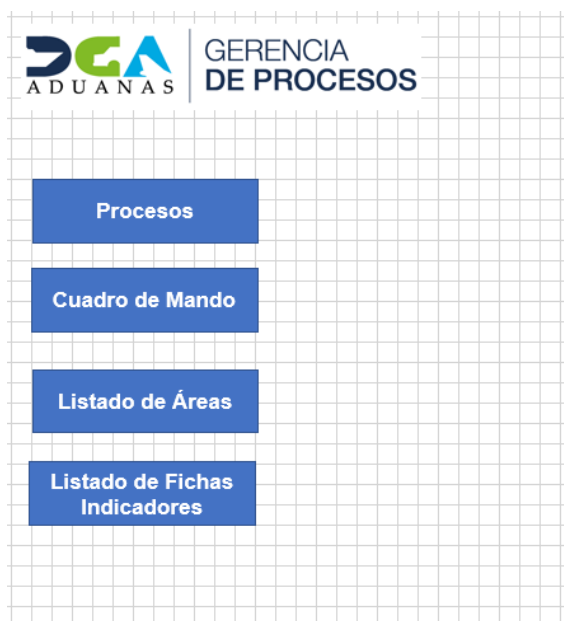 DGA
ADUANAS
GERENCIA
DE PROCESOS
Procesos
Cuadro de Mando
Listado de Áreas
Listado de Fichas
Indicadores